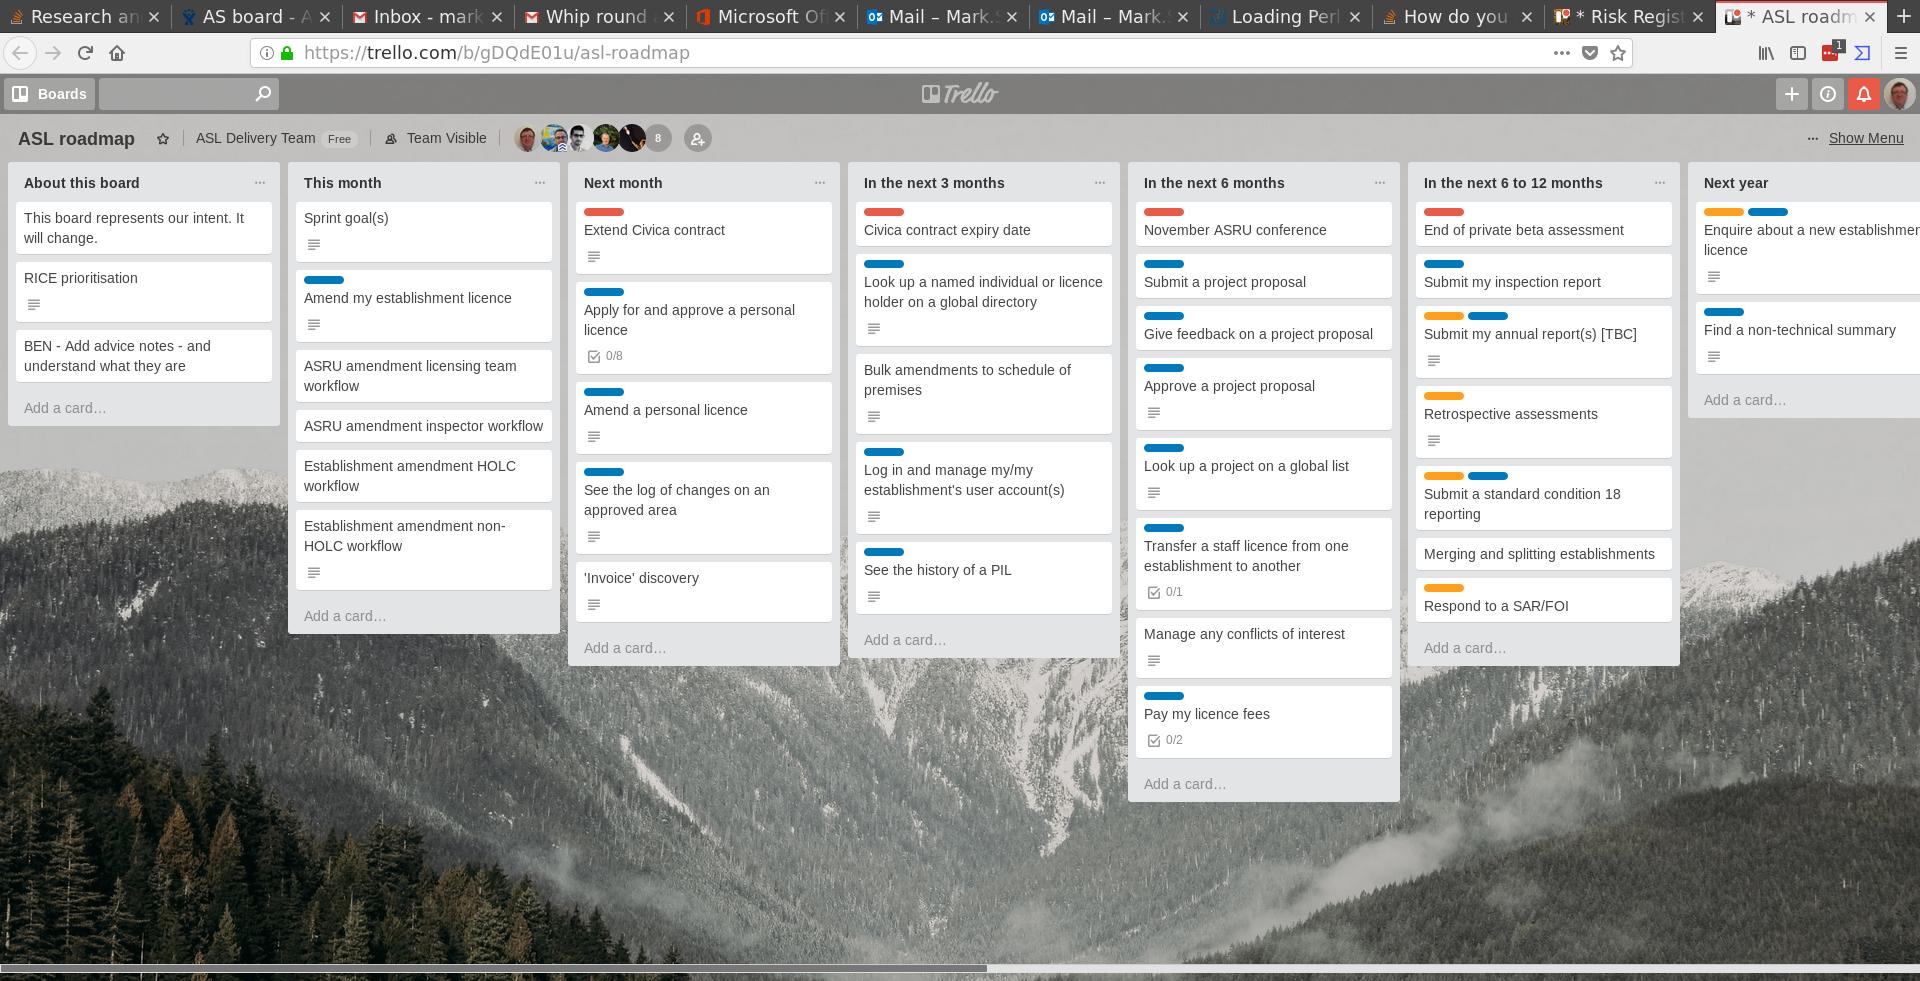 Research an
AS board - A
Inbox - mark
Whip round
Microsoft Of
Mail – Mark.
Mail – Mark.
Loading Per
How do you
* Risk Regist
* ASL roadm
https://trello.com/b/gDQdE01u/asl-roadmap
1
Boards
Trello
ASL roadmap
ASL Delivery Team
Free
Team Visible
8
Show Menu
About this board
This board represents our intent. It
will change.
RICE prioritisation
BEN - Add advice notes - and
understand what they are
Add a card…
This month
Sprint goal(s)
Amend my establishment licence
ASRU amendment licensing team
workflow
ASRU amendment inspector workflow
Establishment amendment HOLC
workflow
Establishment amendment non-
HOLC workflow
Add a card…
Next month
Extend Civica contract
Apply for and approve a personal
licence
0/8
Amend a personal licence
See the log of changes on an
approved area
'Invoice' discovery
Add a card…
In the next 3 months
Civica contract expiry date
Look up a named individual or licence
holder on a global directory
Bulk amendments to schedule of
premises
Log in and manage my/my
establishment's user account(s)
See the history of a PIL
Add a card…
In the next 6 months
November ASRU conference
Submit a project proposal
Give feedback on a project proposal
Approve a project proposal
Look up a project on a global list
Transfer a staff licence from one
establishment to another
0/1
Manage any conflicts of interest
Pay my licence fees
0/2
Add a card…
In the next 6 to 12 months
End of private beta assessment
Submit my inspection report
Submit my annual report(s) [TBC]
Retrospective assessments
Submit a standard condition 18
reporting
Merging and splitting establishments
Respond to a SAR/FOI
Add a card…
Next year
Enquire about a new establishmen
licence
Find a non-technical summary
Add a card…